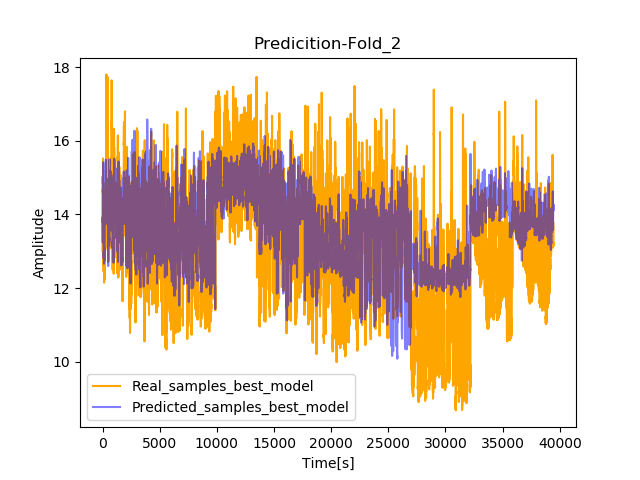 Predicition-Fold_2
18
16
14
12
10
Amplitude
Real_samples_best_model
Predicted_samples_best_model
0 5000 10000 15000 20000 25000 30000 35000 40000
Time[s]